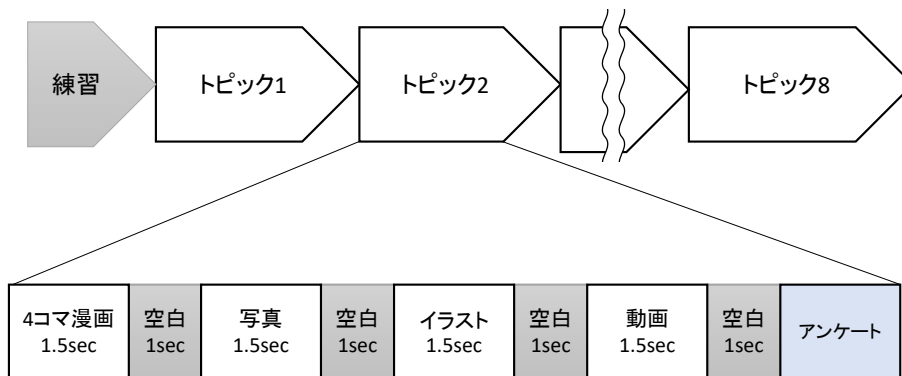 練習
トピック1
トピック2
トピック8
4コマ漫画
1.5sec
空白
1sec
写真
1.5sec
空白
1sec
イラスト
1.5sec
空白
1sec
動画
1.5sec
空白
1sec
アンケート